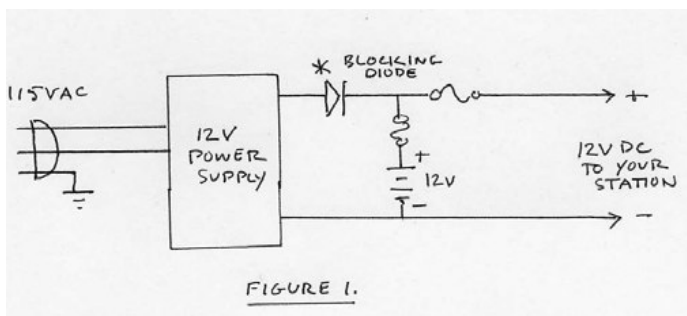 * BLOCKING
DIODE
115VAC
+
12V
POWER
SUPPLY
+
12V
-
12V DC
TO YOUR
STATION
-
FIGURE 1.